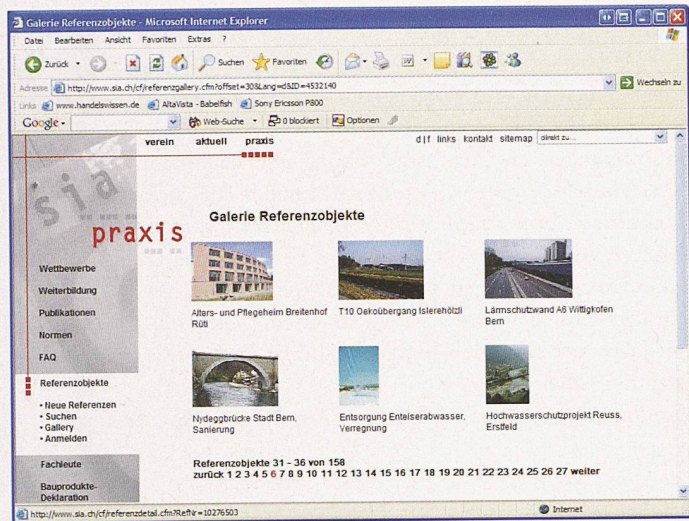 Galerie Referenzobjekte - Microsoft Internet Explorer
Datei Bearbeiten Ansicht Favoriten Extras ?
Zurück Suchen Favoriten
Adresse http://www.sia.ch/cf/referenzgallery.cfm?offset=30&Lang=d&ID=4532140 Wechseln zu
Links www.handelswissen.de AltaVista - Babelfish Sony Ericsson P800
Google Web-Suche 0 blockiert Optionen
verein aktuell praxis d|f links kontakt sitemap direkt zu...
sia
praxis
Galerie Referenzobjekte
Wettbewerbe
Weiterbildung
Publikationen
Normen
FAQ
Referenzobjekte
• Neue Referenzen
• Suchen
• Gallery
• Anmelden
Fachleute
Bauprodukte-
Deklaration
Alters- und Pflegeheim Breitenhof
Rüti
T10 Oekoübergang Islerehölzli
Lärmschutzwand A6 Wittigkofen
Bern
Nydeggbrücke Stadt Bern,
Sanierung
Entsorgung Enteiserabwasser,
Verregnung
Hochwasserschutzprojekt Reuss,
Erstfeld
Referenzobjekte 31 - 36 von 158
zurück 1 2 3 4 5 6 7 8 9 10 11 12 13 14 15 16 17 18 19 20 21 22 23 24 25 26 27 weiter
http://www.sia.ch/cf/referenzdetail.cfm?RefNr=10276503 Internet